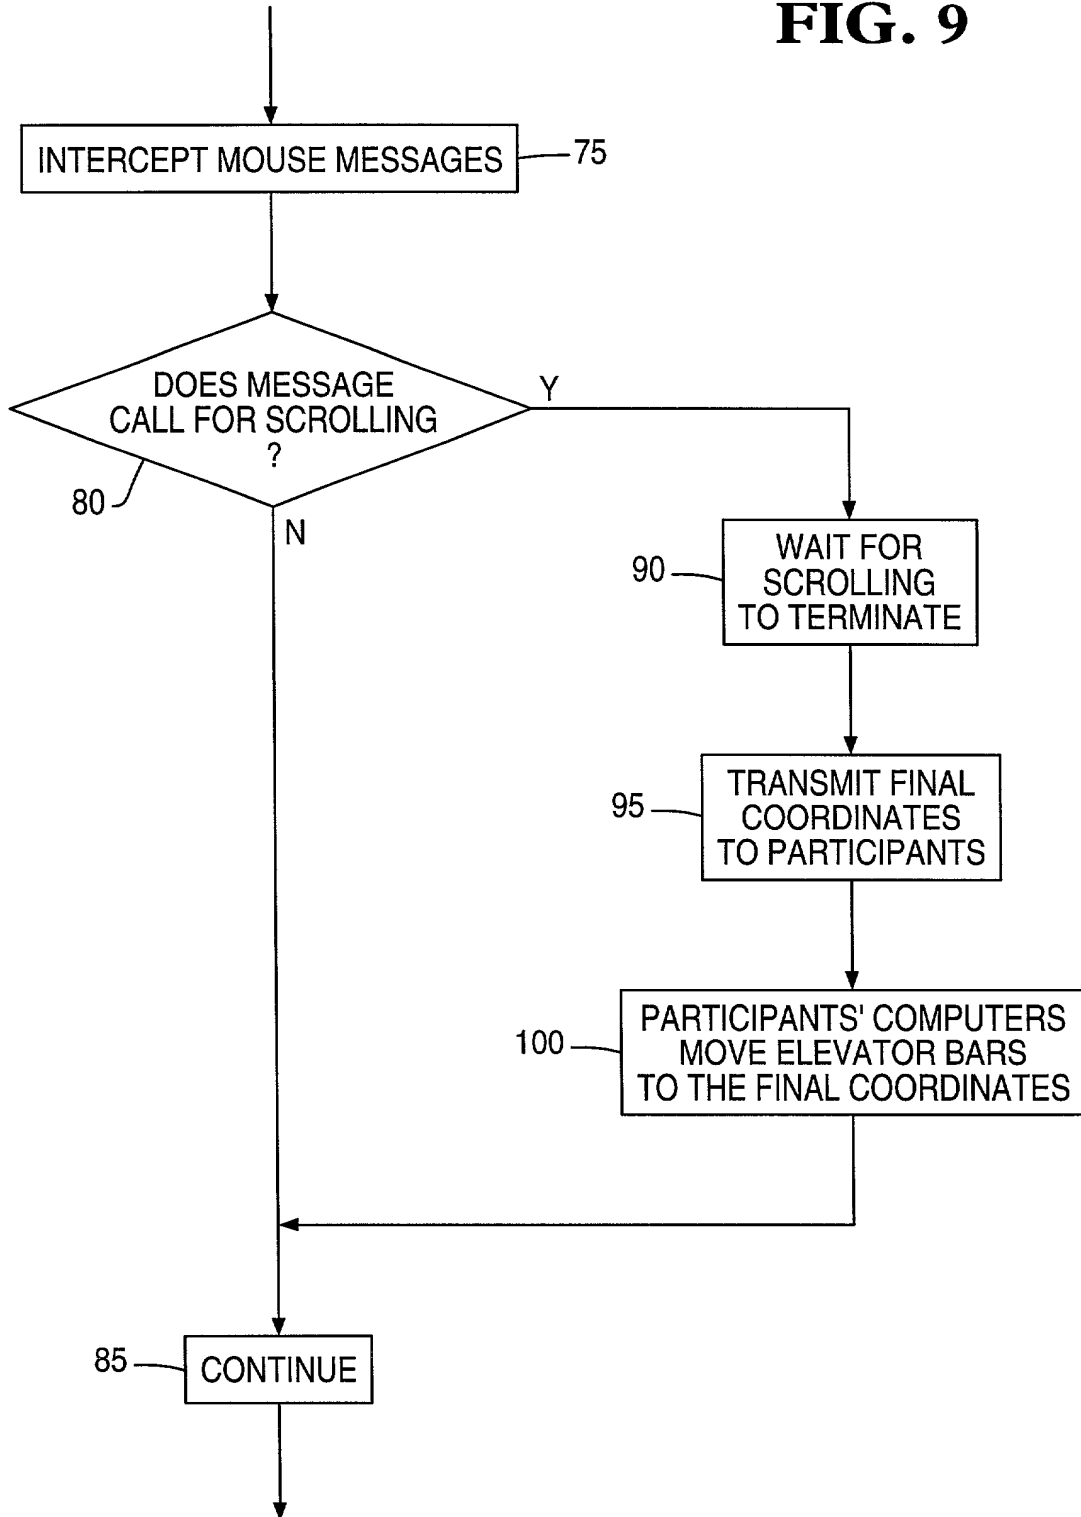 FIG. 9
INTERCEPT MOUSE MESSAGES
75
DOES MESSAGE
CALL FOR SCROLLING
?
80
Y
N
WAIT FOR
SCROLLING
TO TERMINATE
90
TRANSMIT FINAL
COORDINATES
TO PARTICIPANTS
95
PARTICIPANTS' COMPUTERS
MOVE ELEVATOR BARS
TO THE FINAL COORDINATES
100
85
CONTINUE